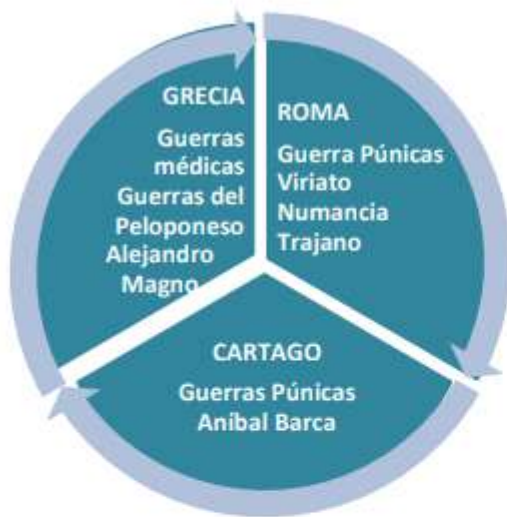 GRECIA
Guerras
médicas
Guerras del
Peloponeso
Alejandro
Magno
ROMA
Guerra Púnicas
Viriato
Numancia
Trajano
CARTAGO
Guerras Púnicas
Aníbal Barca